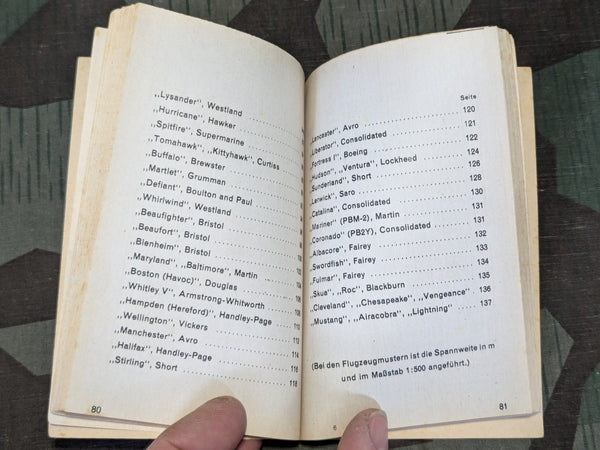 „Lysander", Westland
„Hurricane", Hawker
„Spitfire", Supermarine
„Tomahawk", „Kittyhawk", Curtiss
„Buffalo", Brewster
„Martlet", Grumman
„Defiant", Boulton and Paul
„Whirlwind", Westland
„Beaufighter", Bristol
„Beaufort", Bristol
„Blenheim", Bristol
„Maryland", „Baltimore", Martin
„Boston (Havoc)", Douglas
„Whitley V", Armstrong-Whitworth
„Hampden (Hereford)", Handley-Page
„Wellington", Vickers
„Manchester", Avro
„Halifax", Handley-Page
„Stirling", Short 118
80
Seite
„Lancaster", Avro 120
„Liberator", Consolidated 121
„Fortress I", Boeing 122
„Hudson", „Ventura", Lockheed 124
„Sunderland", Short 126
„Lerwick", Saro 128
„Catalina", Consolidated 130
„Mariner" (PBM-2), Martin 131
„Coronado" (PB2Y), Consolidated 131
„Albacore", Fairey 132
„Swordfish", Fairey 133
„Fulmar", Fairey 134
„Skua", „Roc", Blackburn 135
„Cleveland", „Chesapeake", „Vengeance" 136
„Mustang", „Airacobra", „Lightning" 137
(Bei den Flugzeugmustern ist die Spannweite in m
und im Maßstab 1:500 angeführt.)
6
81